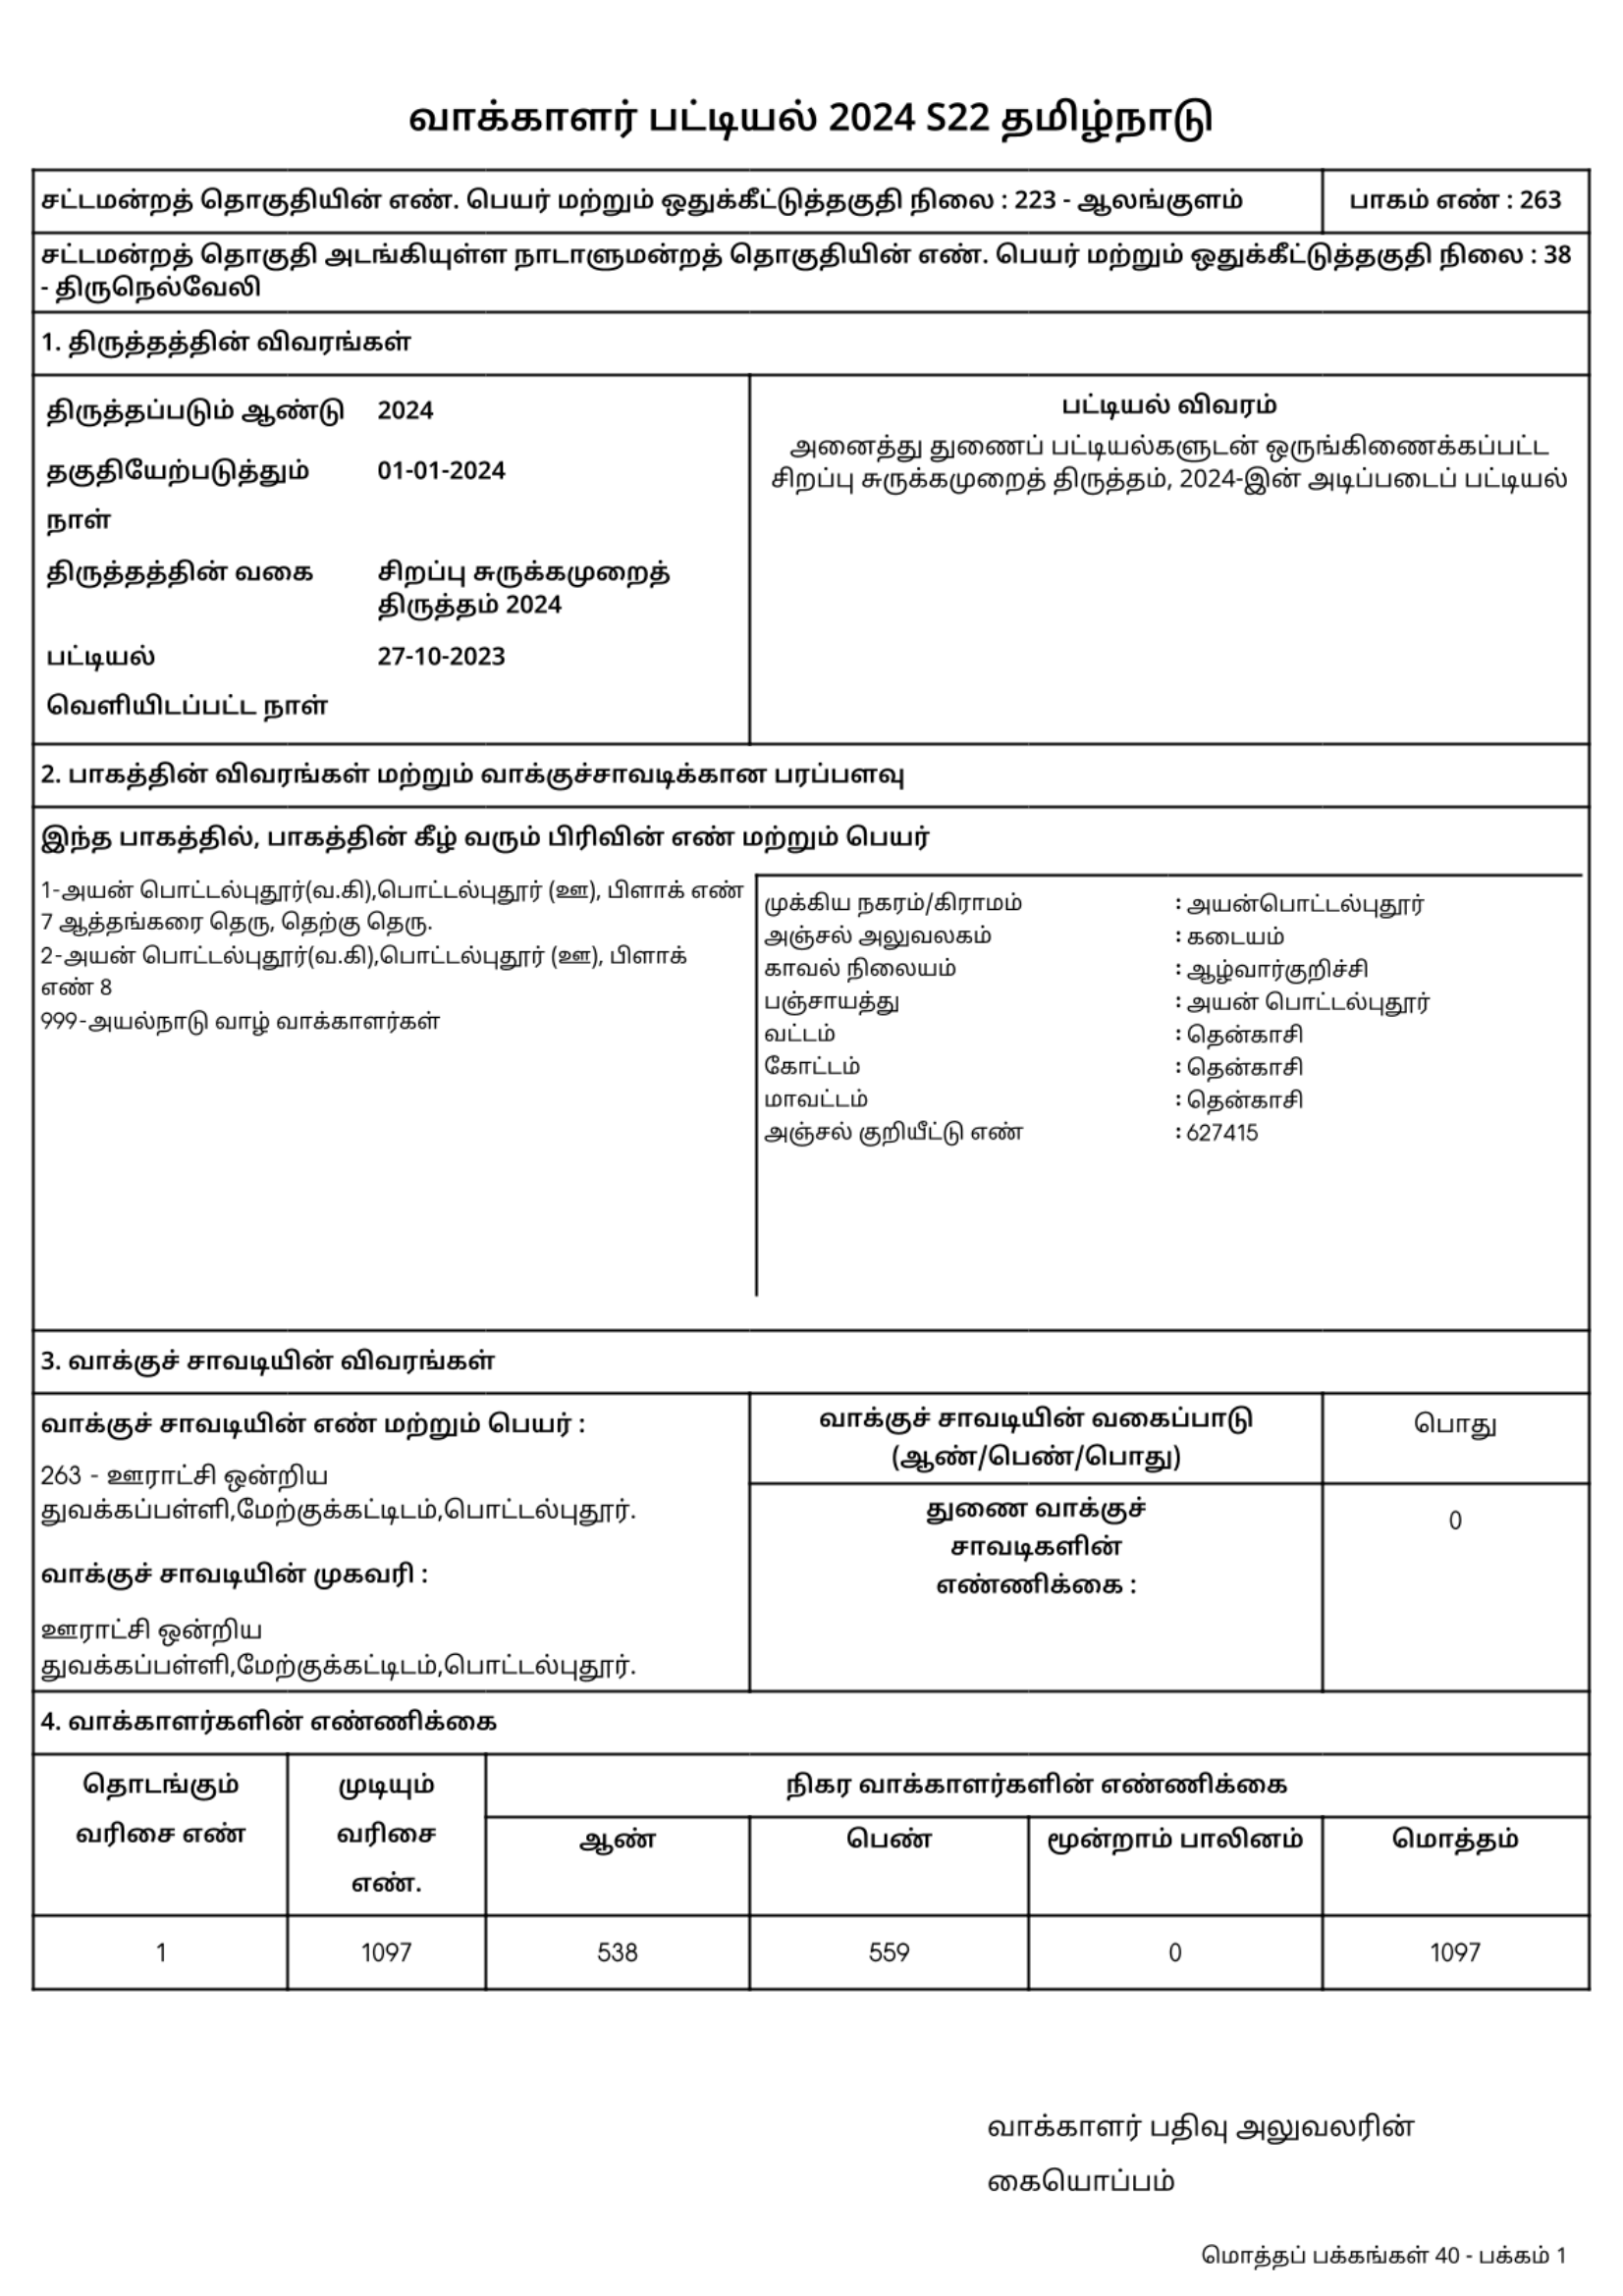 வாக்காளர் பட்டியல் 2024 S22 தமிழ்நாடு
சட்டமன்றத் தொகுதியின் எண். பெயர் மற்றும் ஒதுக்கீட்டுத்தகுதி நிலை : 223 - ஆலங்குளம்
பாகம் எண் : 263
சட்டமன்றத் தொகுதி அடங்கியுள்ள நாடாளுமன்றத் தொகுதியின் எண். பெயர் மற்றும் ஒதுக்கீட்டுத்தகுதி நிலை : 38
- திருநெல்வேலி
1. திருத்தத்தின் விவரங்கள்
திருத்தப்படும் ஆண்டு 2024
தகுதியேற்படுத்தும் 01-01-2024
நாள்
திருத்தத்தின் வகை சிறப்பு சுருக்கமுறைத்
திருத்தம் 2024
பட்டியல் 27-10-2023
வெளியிடப்பட்ட நாள்
பட்டியல் விவரம்
அனைத்து துணைப் பட்டியல்களுடன் ஒருங்கிணைக்கப்பட்ட
சிறப்பு சுருக்கமுறைத் திருத்தம், 2024-இன் அடிப்படைப் பட்டியல்
2. பாகத்தின் விவரங்கள் மற்றும் வாக்குச்சாவடிக்கான பரப்பளவு
இந்த பாகத்தில், பாகத்தின் கீழ் வரும் பிரிவின் எண் மற்றும் பெயர்
1-அயன் பொட்டல்புதூர்(வ.கி),பொட்டல்புதூர் (ஊ), பிளாக் எண்
7 ஆத்தங்கரை தெரு, தெற்கு தெரு.
2-அயன் பொட்டல்புதூர்(வ.கி),பொட்டல்புதூர் (ஊ), பிளாக்
எண் 8
999-அயல்நாடு வாழ் வாக்காளர்கள்
முக்கிய நகரம்/கிராமம் : அயன்பொட்டல்புதூர்
அஞ்சல் அலுவலகம் : கடையம்
காவல் நிலையம் : ஆழ்வார்குறிச்சி
பஞ்சாயத்து : அயன் பொட்டல்புதூர்
வட்டம் : தென்காசி
கோட்டம் : தென்காசி
மாவட்டம் : தென்காசி
அஞ்சல் குறியீட்டு எண் : 627415
3. வாக்குச் சாவடியின் விவரங்கள்
வாக்குச் சாவடியின் எண் மற்றும் பெயர் :
263 - ஊராட்சி ஒன்றிய
துவக்கப்பள்ளி,மேற்குக்கட்டிடம்,பொட்டல்புதூர்.
வாக்குச் சாவடியின் முகவரி :
ஊராட்சி ஒன்றிய
துவக்கப்பள்ளி,மேற்குக்கட்டிடம்,பொட்டல்புதூர்.
வாக்குச் சாவடியின் வகைப்பாடு
(ஆண்/பெண்/பொது)
பொது
துணை வாக்குச்
சாவடிகளின்
எண்ணிக்கை :
0
4. வாக்காளர்களின் எண்ணிக்கை
தொடங்கும்
வரிசை எண்
முடியும்
வரிசை
எண்.
நிகர வாக்காளர்களின் எண்ணிக்கை
ஆண் பெண் மூன்றாம் பாலினம் மொத்தம்
1 1097 538 559 0 1097
வாக்காளர் பதிவு அலுவலரின்
கையொப்பம்
மொத்தப் பக்கங்கள் 40 - பக்கம் 1